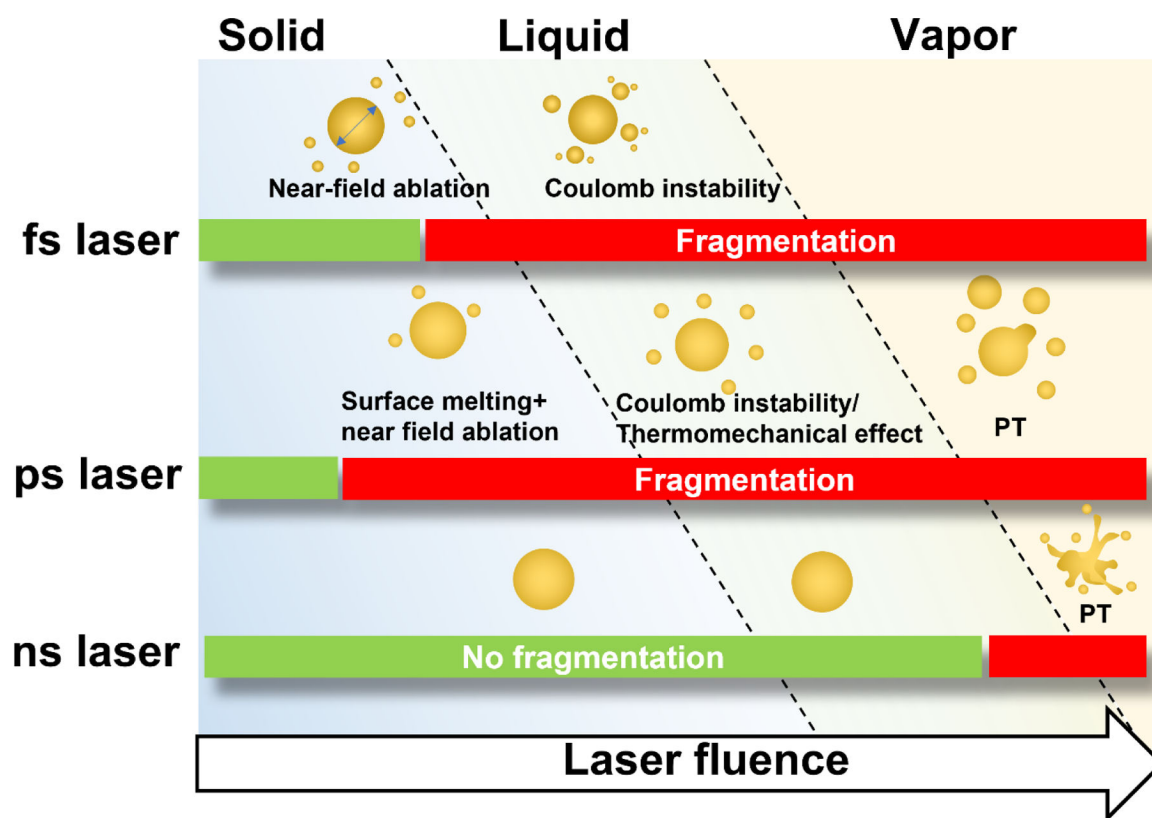 Solid Liquid Vapor
Near-field ablation Coulomb instability
fs laser Fragmentation
Surface melting+
near field ablation
Coulomb instability/
Thermomechanical effect
PT
ps laser Fragmentation
PT
ns laser No fragmentation
Laser fluence